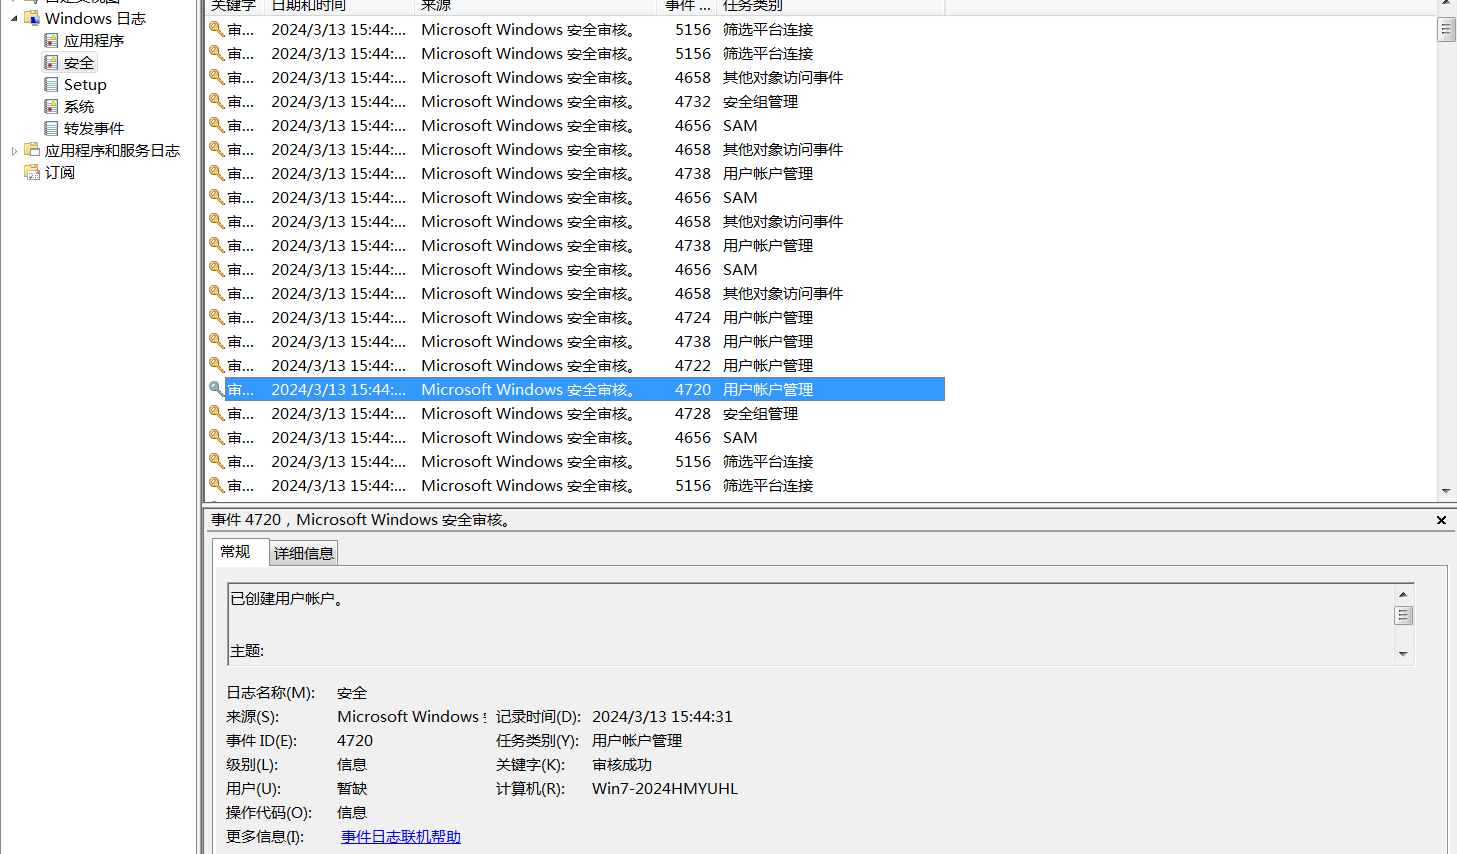 Windows 日志
应用程序
安全
Setup
系统
转发事件
应用程序和服务日志
订阅
关键字 日期和时间 来源 事件 ... 任务类别
审... 2024/3/13 15:44:... Microsoft Windows 安全审核。 5156 筛选平台连接
审... 2024/3/13 15:44:... Microsoft Windows 安全审核。 5156 筛选平台连接
审... 2024/3/13 15:44:... Microsoft Windows 安全审核。 4658 其他对象访问事件
审... 2024/3/13 15:44:... Microsoft Windows 安全审核。 4732 安全组管理
审... 2024/3/13 15:44:... Microsoft Windows 安全审核。 4656 SAM
审... 2024/3/13 15:44:... Microsoft Windows 安全审核。 4658 其他对象访问事件
审... 2024/3/13 15:44:... Microsoft Windows 安全审核。 4738 用户帐户管理
审... 2024/3/13 15:44:... Microsoft Windows 安全审核。 4656 SAM
审... 2024/3/13 15:44:... Microsoft Windows 安全审核。 4658 其他对象访问事件
审... 2024/3/13 15:44:... Microsoft Windows 安全审核。 4738 用户帐户管理
审... 2024/3/13 15:44:... Microsoft Windows 安全审核。 4656 SAM
审... 2024/3/13 15:44:... Microsoft Windows 安全审核。 4658 其他对象访问事件
审... 2024/3/13 15:44:... Microsoft Windows 安全审核。 4724 用户帐户管理
审... 2024/3/13 15:44:... Microsoft Windows 安全审核。 4738 用户帐户管理
审... 2024/3/13 15:44:... Microsoft Windows 安全审核。 4722 用户帐户管理
审... 2024/3/13 15:44:... Microsoft Windows 安全审核。 4720 用户帐户管理
审... 2024/3/13 15:44:... Microsoft Windows 安全审核。 4728 安全组管理
审... 2024/3/13 15:44:... Microsoft Windows 安全审核。 4656 SAM
审... 2024/3/13 15:44:... Microsoft Windows 安全审核。 5156 筛选平台连接
审... 2024/3/13 15:44:... Microsoft Windows 安全审核。 5156 筛选平台连接
事件 4720，Microsoft Windows 安全审核。
常规 详细信息
已创建用户帐户。
主题:
日志名称(M): 安全
来源(S): Microsoft Windows 记录时间(D): 2024/3/13 15:44:31
事件 ID(E): 4720 任务类别(Y): 用户帐户管理
级别(L): 信息 关键字(K): 审核成功
用户(U): 暂缺 计算机(R): Win7-2024HMYUHL
操作代码(O): 信息
更多信息(I): 事件日志联机帮助